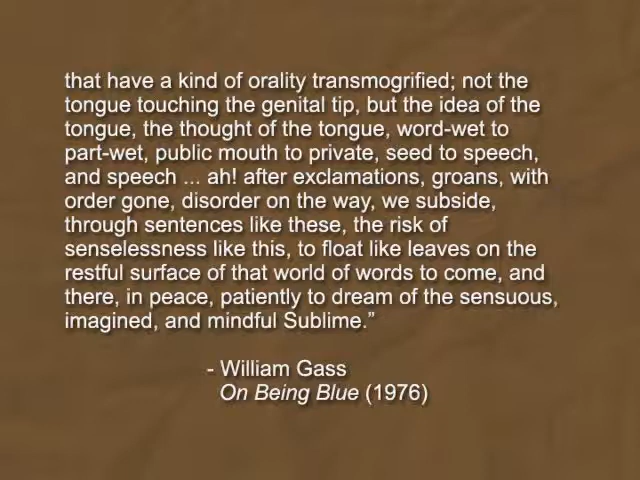 that have a kind of orality transmogrified; not the
tongue touching the genital tip, but the idea of the
tongue, the thought of the tongue, word-wet to
part-wet, public mouth to private, seed to speech,
and speech ... ah! after exclamations, groans, with
order gone, disorder on the way, we subside,
through sentences like these, the risk of
senselessness like this, to float like leaves on the
restful surface of that world of words to come, and
there, in peace, patiently to dream of the sensuous,
imagined, and mindful Sublime.”
- William Gass
On Being Blue (1976)